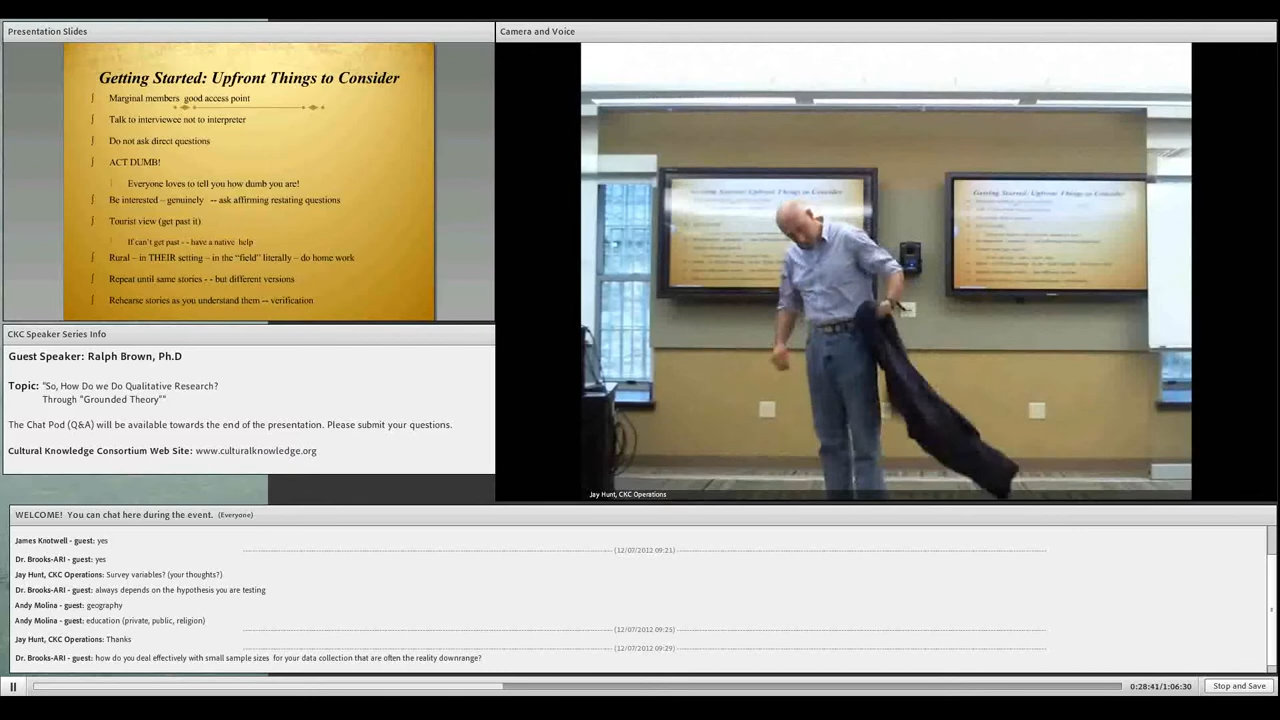 Presentation Slides
Getting Started: Upfront Things to Consider
Marginal members good access point
Talk to interviewee not to interpreter
Do not ask direct questions
ACT DUMB!
Everyone loves to tell you how dumb you are!
Be interested – genuinely -- ask affirming restating questions
Tourist view (get past it)
If can't get past - - have a native help
Rural – in THEIR setting – in the "field" literally – do home work
Repeat until same stories - - but different versions
Rehearse stories as you understand them -- verification
Camera and Voice
Getting Started: Upfront Things to Consider
Getting Started: Upfront Things to Consider
Jay Hunt, CKC Operations
CKC Speaker Series Info
Guest Speaker: Ralph Brown, Ph.D
Topic: "So, How Do we Do Qualitative Research?
Through "Grounded Theory""
The Chat Pod (Q&A) will be available towards the end of the presentation. Please submit your questions.
Cultural Knowledge Consortium Web Site: www.culturalknowledge.org
WELCOME! You can chat here during the event. (Everyone)
James Knotwell - guest: yes
(12/07/2012 09:21)
Dr. Brooks-ARI - guest: yes
Jay Hunt, CKC Operations: Survey variables? (your thoughts?)
Dr. Brooks-ARI - guest: always depends on the hypothesis you are testing
Andy Molina - guest: geography
Andy Molina - guest: education (private, public, religion)
(12/07/2012 09:25)
Jay Hunt, CKC Operations: Thanks
(12/07/2012 09:29)
Dr. Brooks-ARI - guest: how do you deal effectively with small sample sizes for your data collection that are often the reality downrange?
0:28:41/1:06:30
Stop and Save